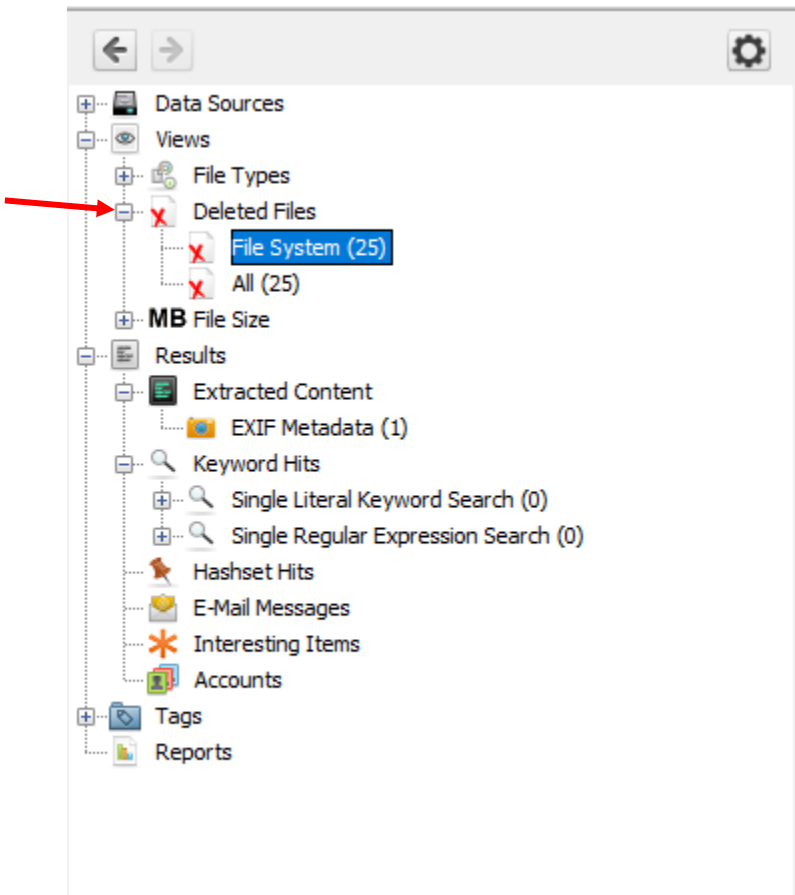 Data Sources
Views
File Types
Deleted Files
File System (25)
All (25)
MB File Size
Results
Extracted Content
EXIF Metadata (1)
Keyword Hits
Single Literal Keyword Search (0)
Single Regular Expression Search (0)
Hashset Hits
E-Mail Messages
Interesting Items
Accounts
Tags
Reports